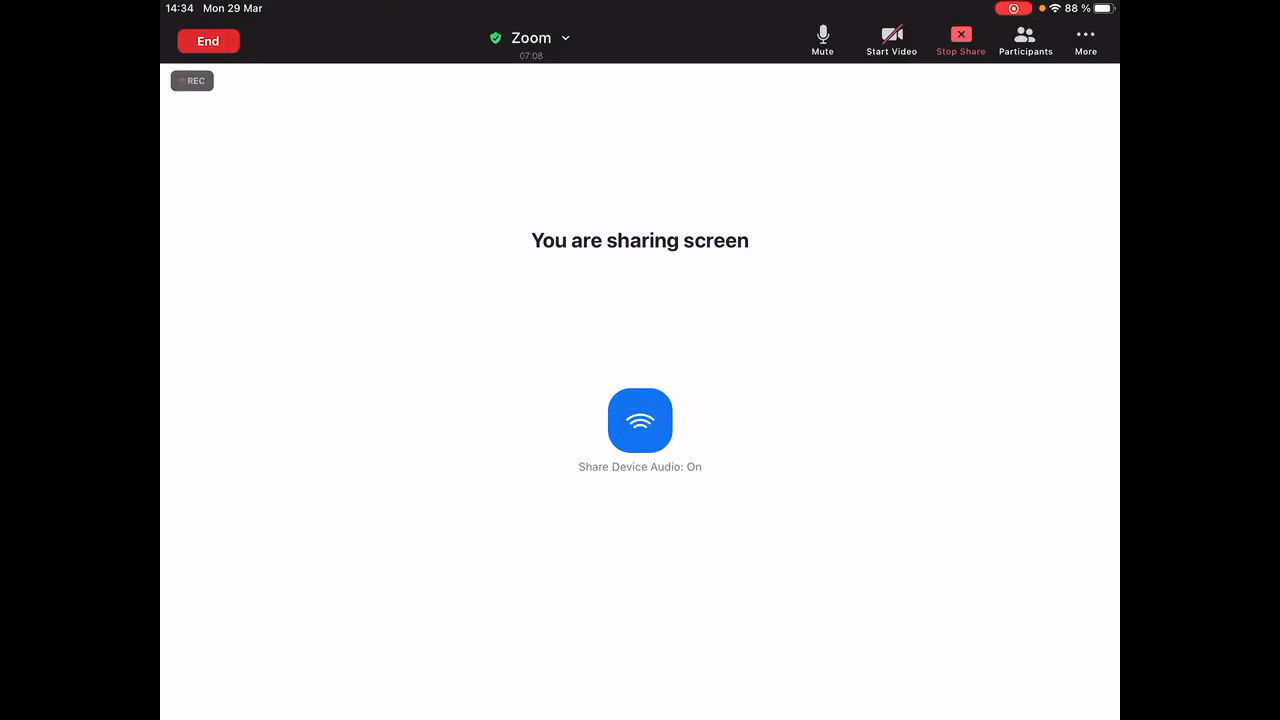 14:34 Mon 29 Mar 88 %
End Zoom Mute Start Video Stop Share Participants More
07:08
REC
You are sharing screen
Share Device Audio: On